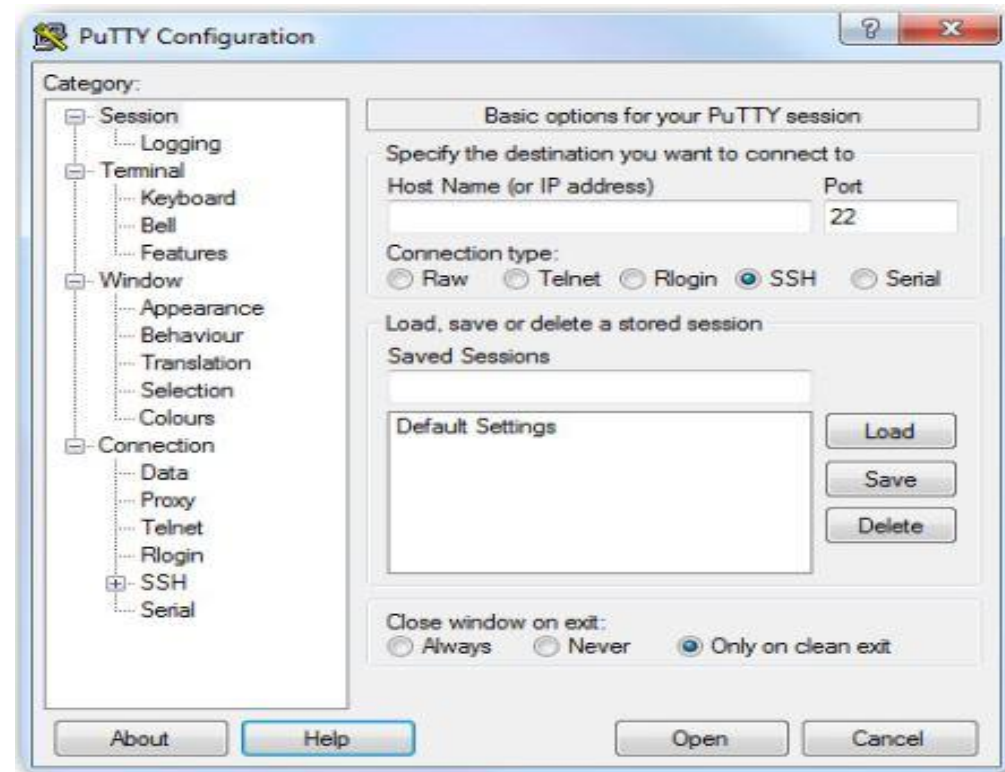 PuTTY Configuration
?
Category:
Session
Logging
Terminal
Keyboard
Bell
Features
Window
Appearance
Behaviour
Translation
Selection
Colours
Connection
Data
Proxy
Telnet
Rlogin
SSH
Serial
Basic options for your PuTTY session
Specify the destination you want to connect to
Host Name (or IP address) Port
22
Connection type:
Raw Telnet Rlogin SSH Serial
Load, save or delete a stored session
Saved Sessions
Default Settings
Load
Save
Delete
Close window on exit:
Always Never Only on clean exit
About Help Open Cancel